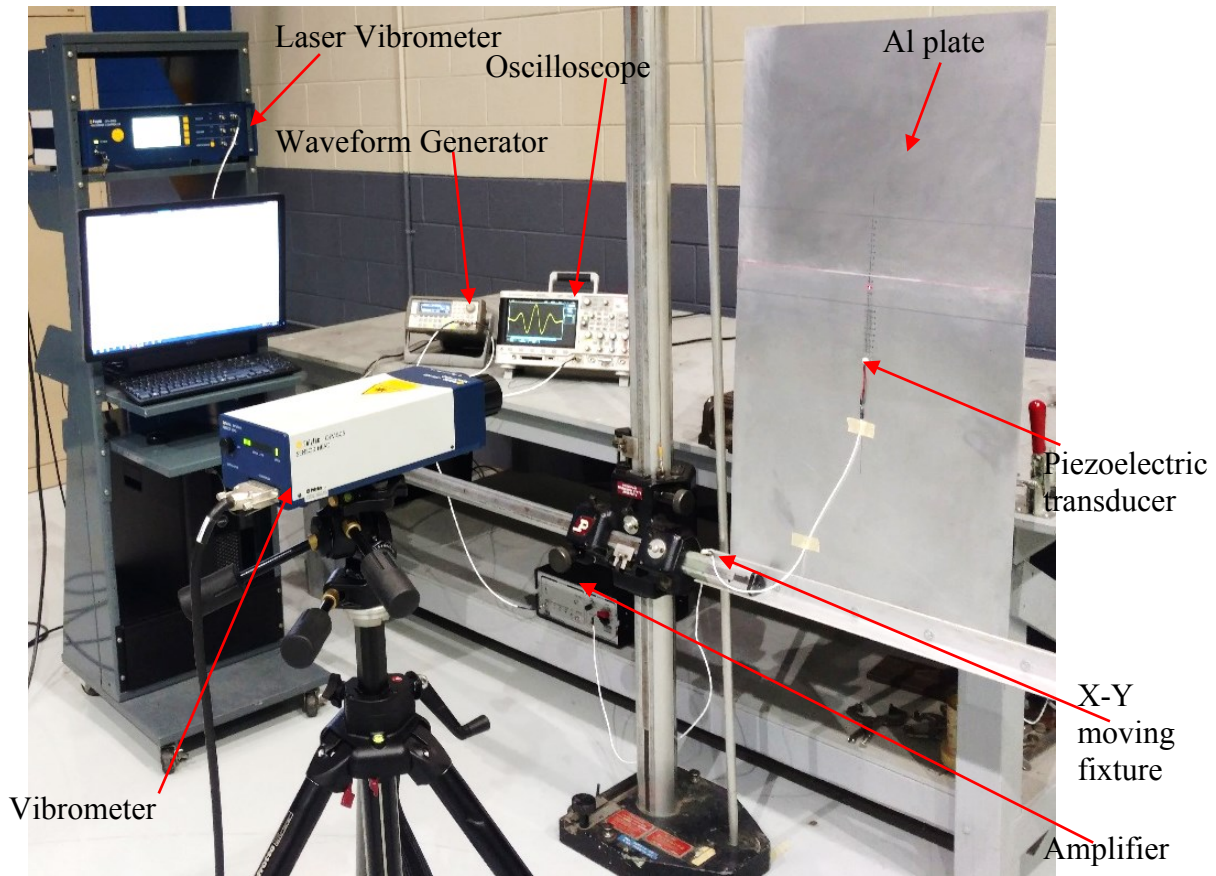 Laser Vibrometer
Al plate
Oscilloscope
Waveform Generator
Piezoelectric
transducer
X-Y
moving
fixture
Vibrometer
Amplifier